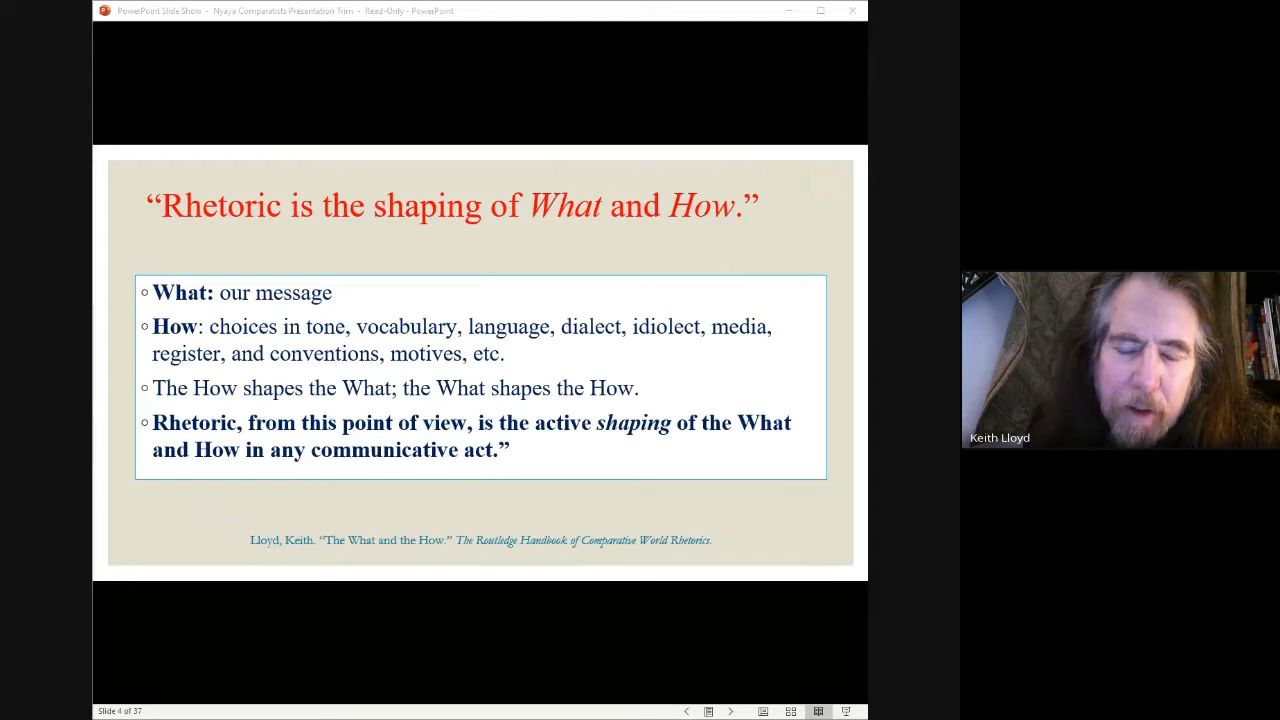 PowerPoint Slide Show - Nyaya Comparatists Presentation Trim - Read-Only - PowerPoint
“Rhetoric is the shaping of What and How.”
What: our message
How: choices in tone, vocabulary, language, dialect, idiolect, media,
register, and conventions, motives, etc.
The How shapes the What; the What shapes the How.
Rhetoric, from this point of view, is the active shaping of the What
and How in any communicative act.”
Lloyd, Keith. “The What and the How.” The Routledge Handbook of Comparative World Rhetorics.
Keith Lloyd
Slide 4 of 37